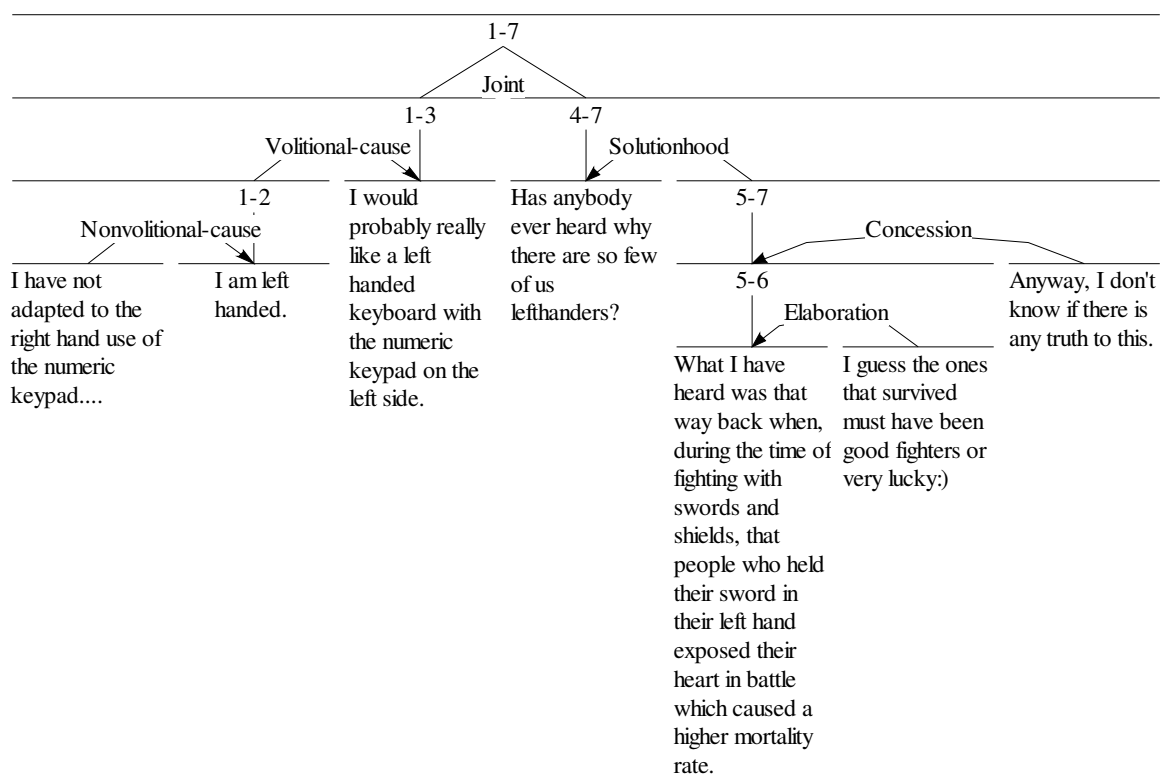 1-7
Joint
1-3
4-7
Volitional-cause
Solutionhood
1-2
I would
probably really
like a left
handed
keyboard with
the numeric
keypad on the
left side.
Has anybody
ever heard why
there are so few
of us
lefthanders?
5-7
Nonvolitional-cause
Concession
I have not
adapted to the
right hand use of
the numeric
keypad....
I am left
handed.
5-6
Anyway, I don't
know if there is
any truth to this.
Elaboration
What I have
heard was that
way back when,
during the time of
fighting with
swords and
shields, that
people who held
their sword in
their left hand
exposed their
heart in battle
which caused a
higher mortality
rate.
I guess the ones
that survived
must have been
good fighters or
very lucky:)